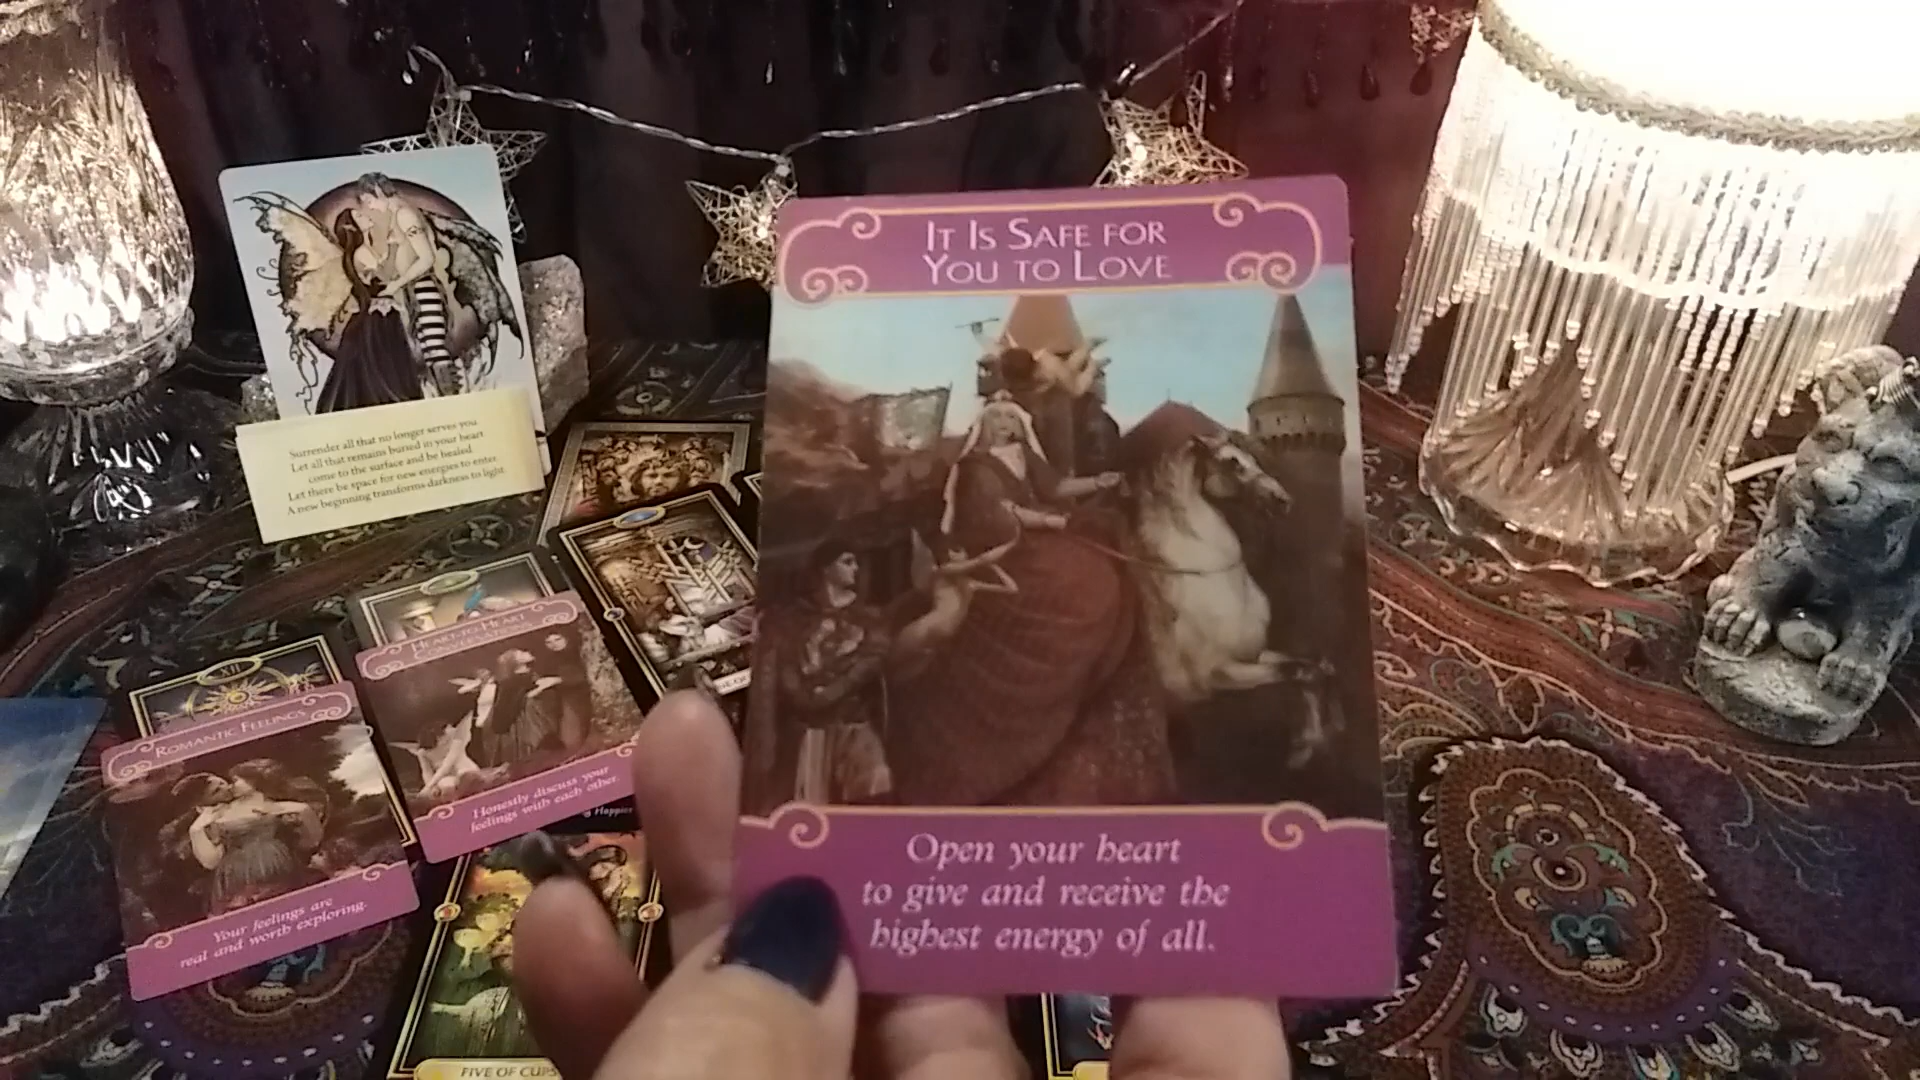 IT IS SAFE FOR
YOU TO LOVE
Open your heart
to give and receive the
highest energy of all.
Surrender all that no longer serves you.
Let all that remains buried in your heart
come to the surface and be healed.
Let there be space for new energies to enter.
A new beginning transforms darkness to light.
XII
ROMANTIC FEELINGS
Your feelings are
real and worth exploring.
HEART-TO-HEART
CONVERSATION
Honestly discuss your
feelings with each other.
Happier
FIVE OF CUPS